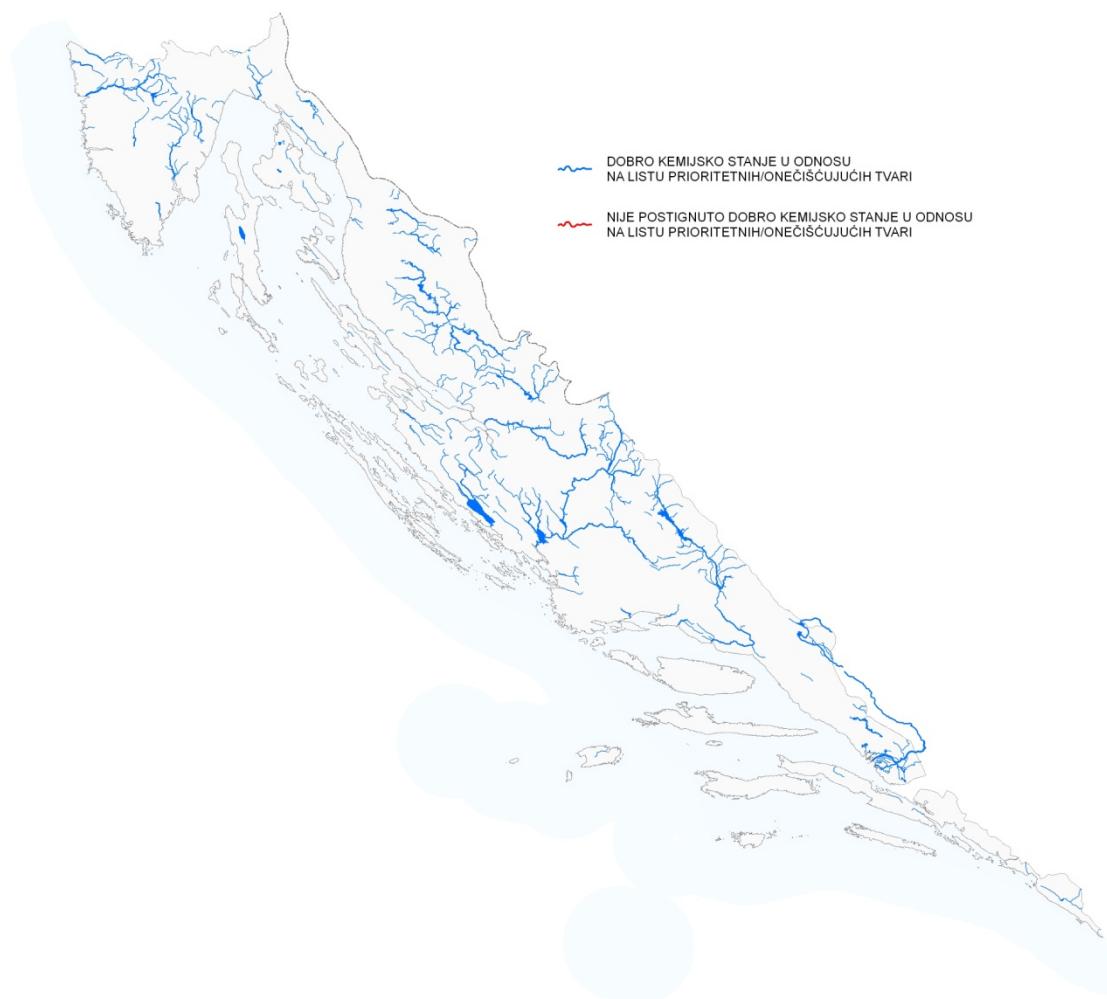 DOBRO KEMIJSKO STANJE U ODNOSU
NA LISTU PRIORITETNIH/ONEČIŠĆUJUĆIH TVARI
NIJE POSTIGNUTO DOBRO KEMIJSKO STANJE U ODNOSU
NA LISTU PRIORITETNIH/ONEČIŠĆUJUĆIH TVARI